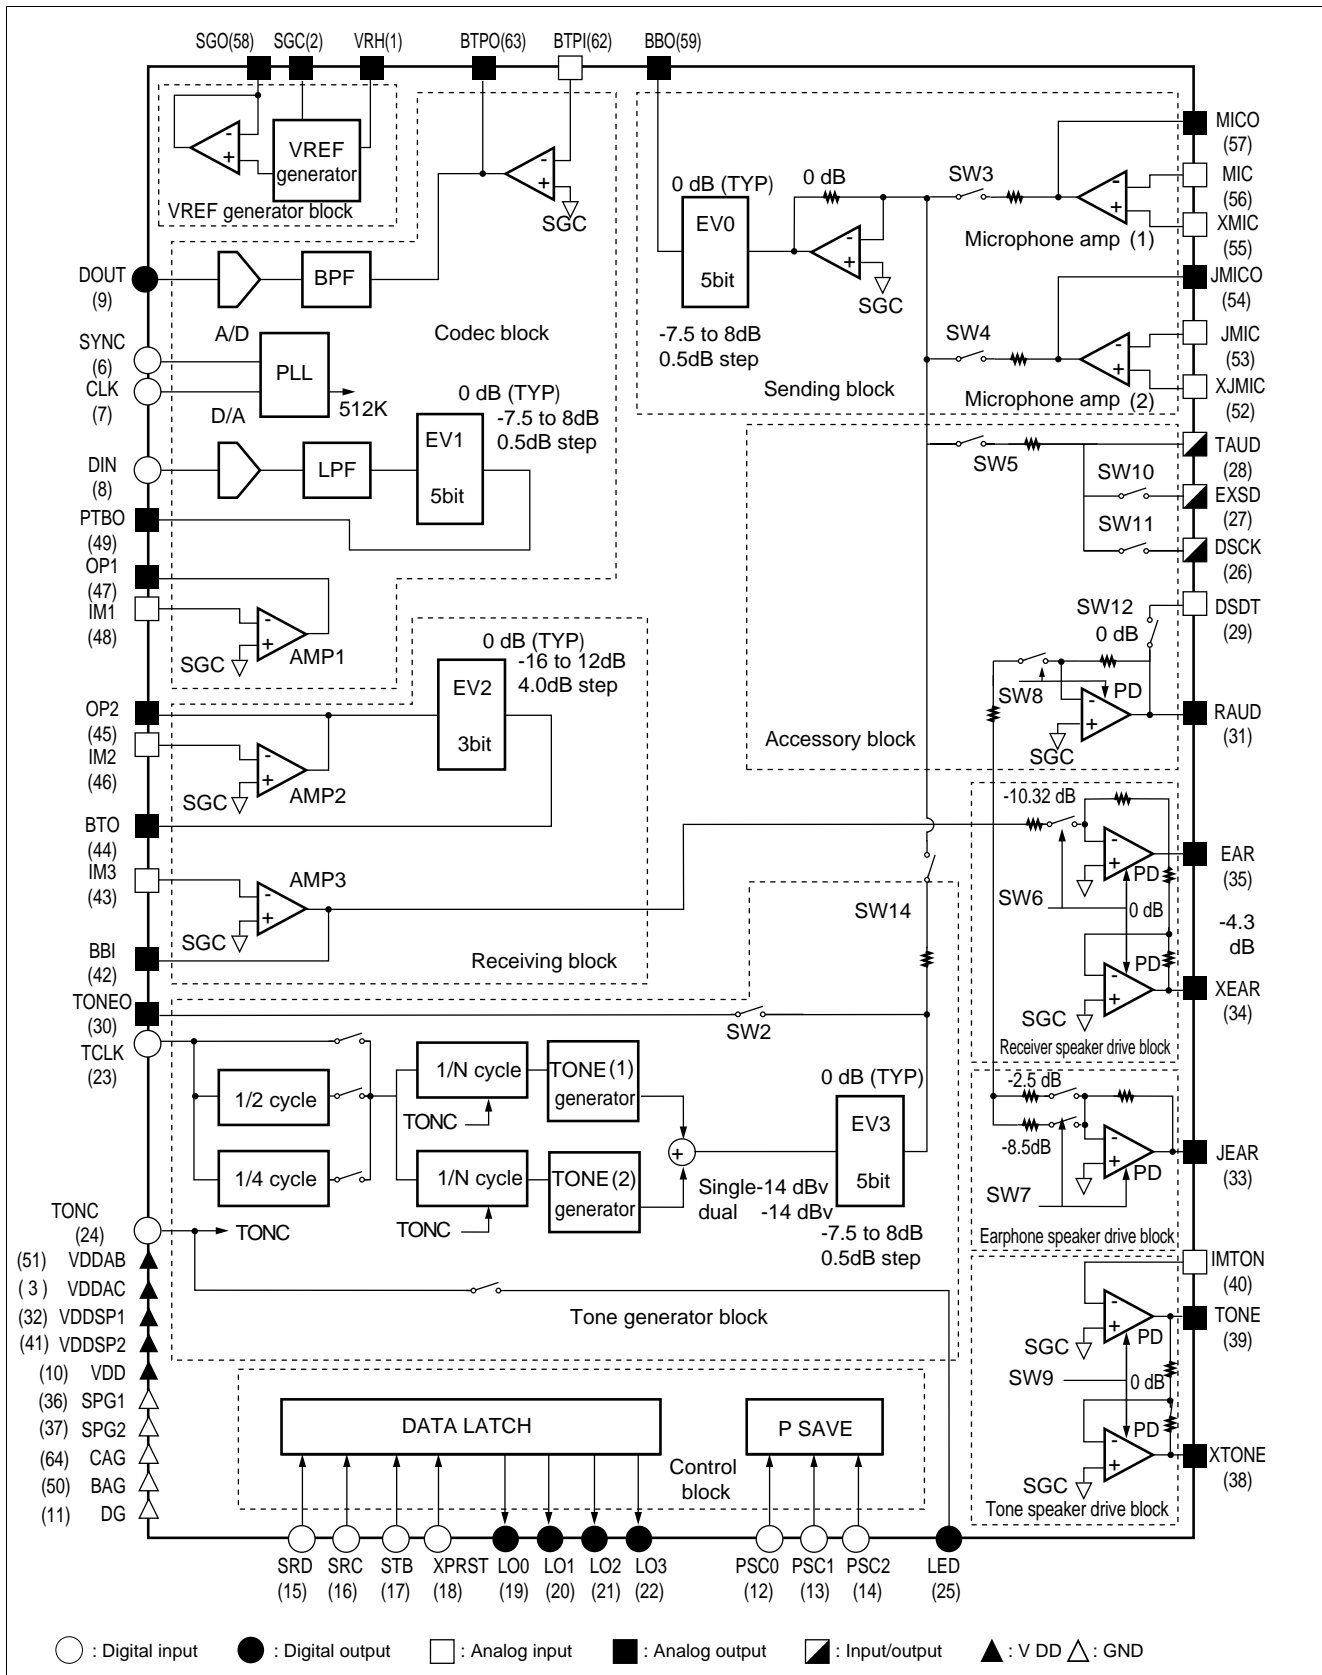 SGO(58) SGC(2) VRH(1) BTPO(63) BTPI(62) BBO(59)
VREF
generator
VREF generator block
SGC
DOUT
(9)
A/D
BPF
Codec block
SYNC
(6)
CLK
(7)
PLL
512K
D/A
DIN
(8)
LPF
EV1
5bit
0 dB (TYP)
-7.5 to 8dB
0.5dB step
PTBO
(49)
OP1
(47)
IM1
(48)
SGC
AMP1
0 dB (TYP)
EV0
5bit
-7.5 to 8dB
0.5dB step
0 dB
SGC
SW3
Microphone amp (1)
SW4
Microphone amp (2)
Sending block
MICO
(57)
MIC
(56)
XMIC
(55)
JMICO
(54)
JMIC
(53)
XJMIC
(52)
SW5
SW10
SW11
TAUD
(28)
EXSD
(27)
DSCK
(26)
SW12
0 dB
DSDT
(29)
SW8
PD
SGC
Accessory block
RAUD
(31)
0 dB (TYP)
-16 to 12dB
4.0dB step
EV2
3bit
OP2
(45)
IM2
(46)
SGC
AMP2
BTO
(44)
IM3
(43)
AMP3
SGC
BBI
(42)
Receiving block
-10.32 dB
PD
SW6
0 dB
PD
SGC
Receiver speaker drive block
EAR
(35)
-4.3
dB
XEAR
(34)
SW14
TONEO
(30)
TCLK
(23)
SW2
1/2 cycle
1/4 cycle
1/N cycle
TONC
TONE(1)
generator
1/N cycle
TONC
TONE(2)
generator
+
Single-14 dBv
dual -14 dBv
0 dB (TYP)
EV3
5bit
-7.5 to 8dB
0.5dB step
-2.5 dB
-8.5dB
PD
SW7
Earphone speaker drive block
JEAR
(33)
TONC
(24)
TONC
Tone generator block
(51) VDDAB
( 3 ) VDDAC
(32) VDDSP1
(41) VDDSP2
(10) VDD
(36) SPG1
(37) SPG2
(64) CAG
(50) BAG
(11) DG
IMTON
(40)
TONE
(39)
SGC
PD
SW9
0 dB
PD
SGC
Tone speaker drive block
XTONE
(38)
DATA LATCH
P SAVE
Control
block
SRD SRC STB XPRST LO0 LO1 LO2 LO3 PSC0 PSC1 PSC2 LED
(15) (16) (17) (18) (19) (20) (21) (22) (12) (13) (14) (25)
: Digital input : Digital output : Analog input : Analog output : Input/output : V DD : GND